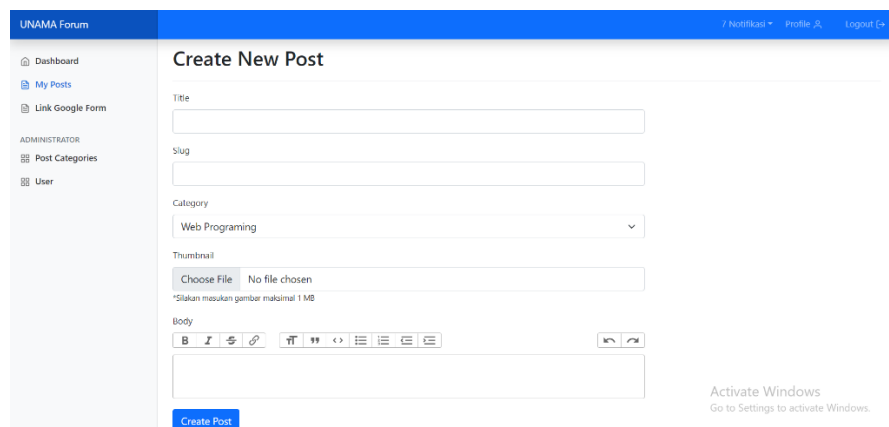 UNAMA Forum
7 Notifikasi
Profile
Logout
Dashboard
My Posts
Link Google Form
ADMINISTRATOR
Post Categories
User
Create New Post
Title
Slug
Category
Web Programing
Thumbnail
Choose File No file chosen
*Silakan masukan gambar maksimal 1 MB
Body
Create Post
Activate Windows
Go to Settings to activate Windows.